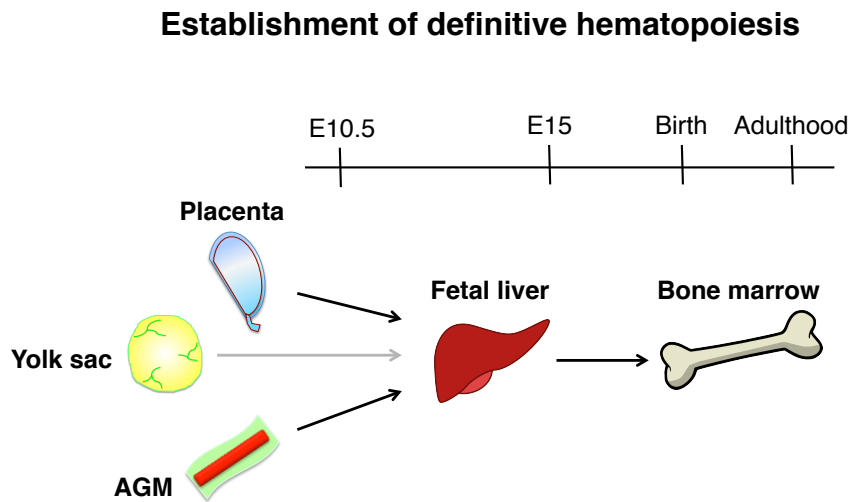 Establishment of definitive hematopoiesis
E10.5
E15
Birth
Adulthood
Placenta
Fetal liver
Bone marrow
Yolk sac
AGM